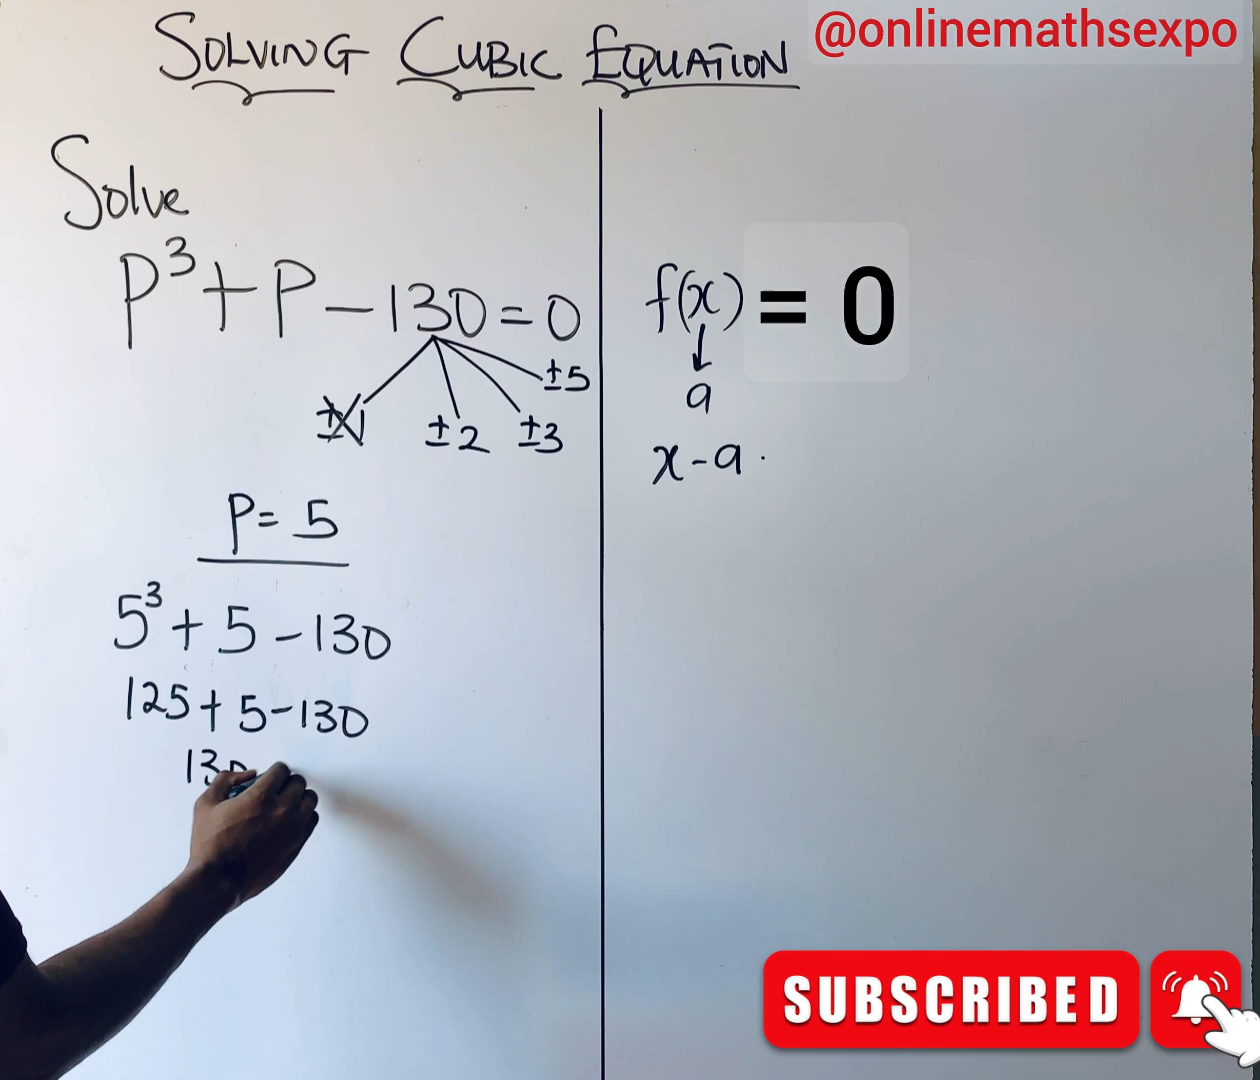 SOLVING CUBIC EQUATION
@onlinemathsexpo
Solve
P³+P-130=0
±1
±2
±3
±5
P=5
5³+5-130
125+5-130
130
f(x) = 0
a
x-a.
SUBSCRIBED